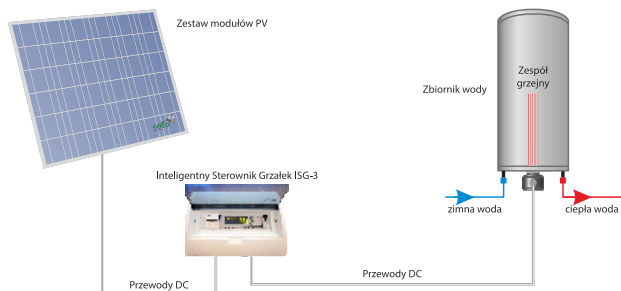 Zestaw modułów PV
Zespół
grzejny
Zbiornik wody
Inteligentny Sterownik Grzałek ISG-3
zimna woda
ciepła woda
Przewody DC
Przewody DC